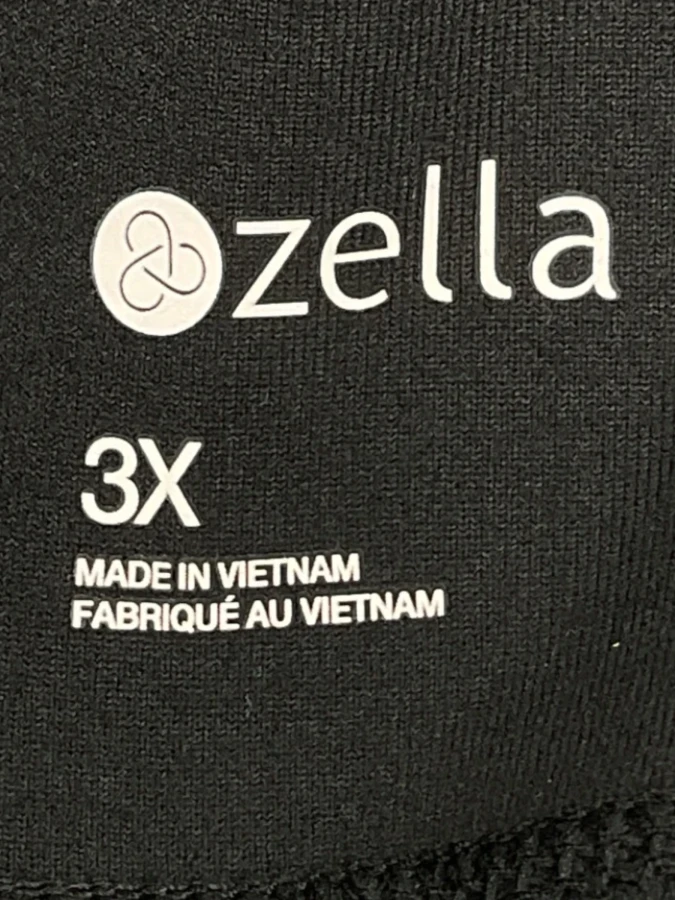 zella
3X
MADE IN VIETNAM
FABRIQUÉ AU VIETNAM